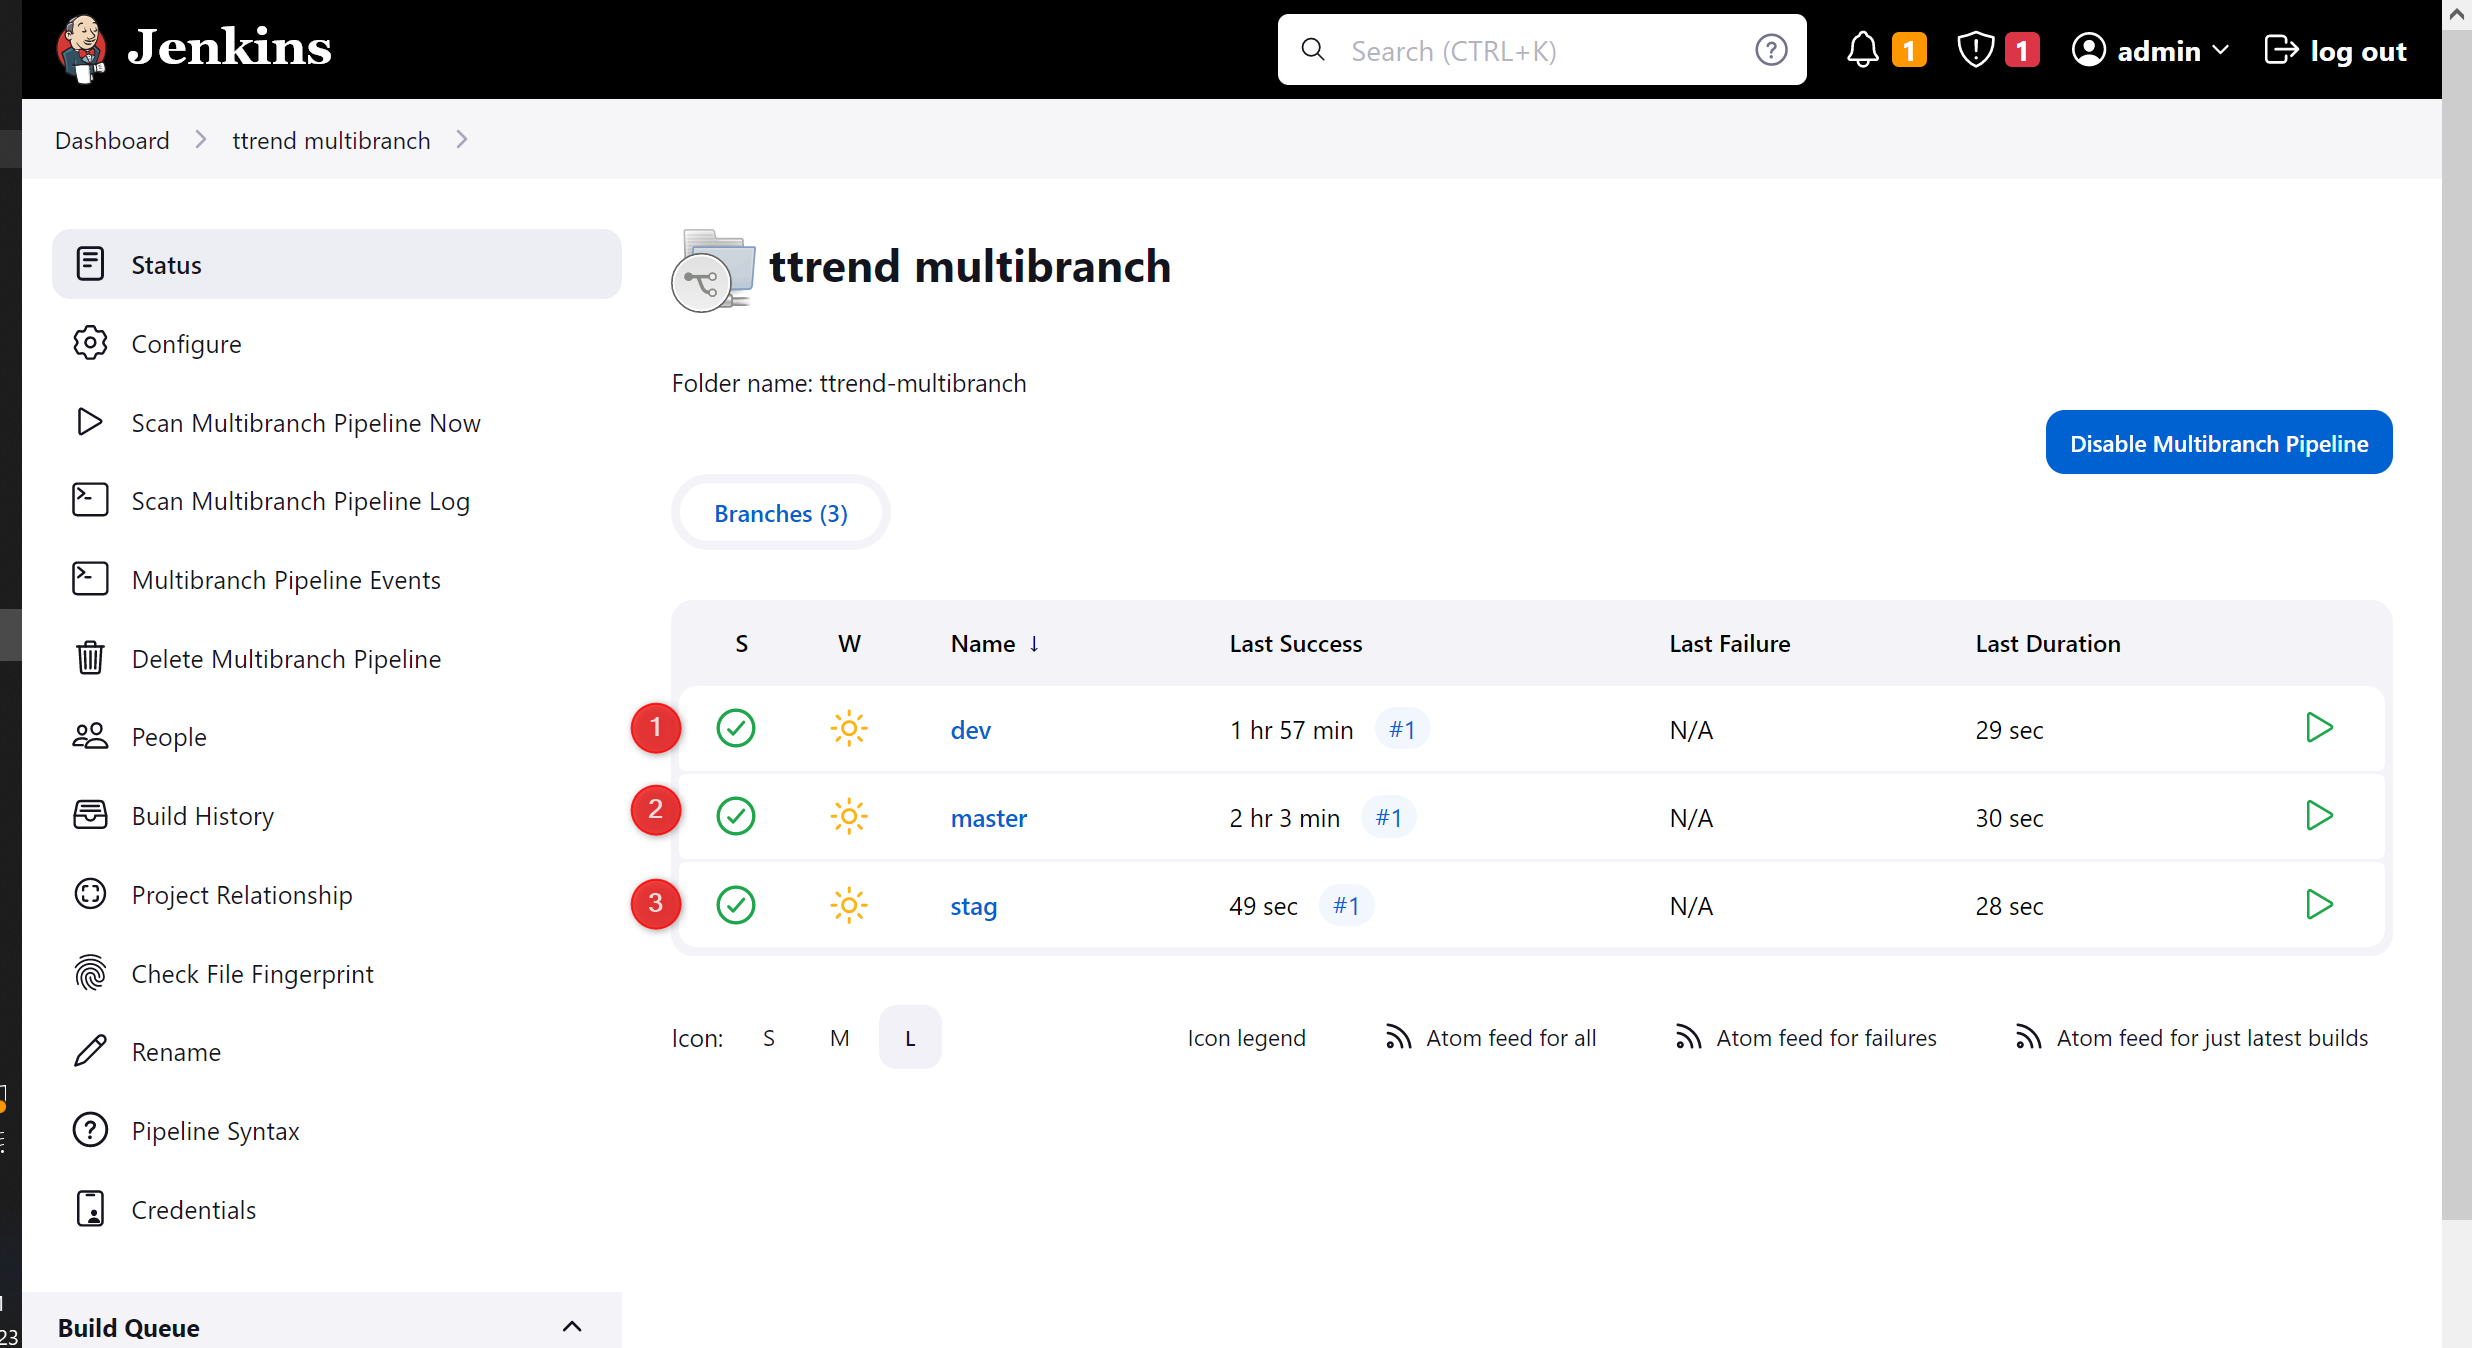 Jenkins
Search (CTRL+K)
1
1
admin
log out
Dashboard
ttrend multibranch
Status
Configure
Scan Multibranch Pipeline Now
Scan Multibranch Pipeline Log
Multibranch Pipeline Events
Delete Multibranch Pipeline
People
Build History
Project Relationship
Check File Fingerprint
Rename
Pipeline Syntax
Credentials
Build Queue
ttrend multibranch
Folder name: ttrend-multibranch
Disable Multibranch Pipeline
Branches (3)
S W Name ↓ Last Success Last Failure Last Duration
1 dev 1 hr 57 min #1 N/A 29 sec
2 master 2 hr 3 min #1 N/A 30 sec
3 stag 49 sec #1 N/A 28 sec
Icon: S M L Icon legend Atom feed for all Atom feed for failures Atom feed for just latest builds
23